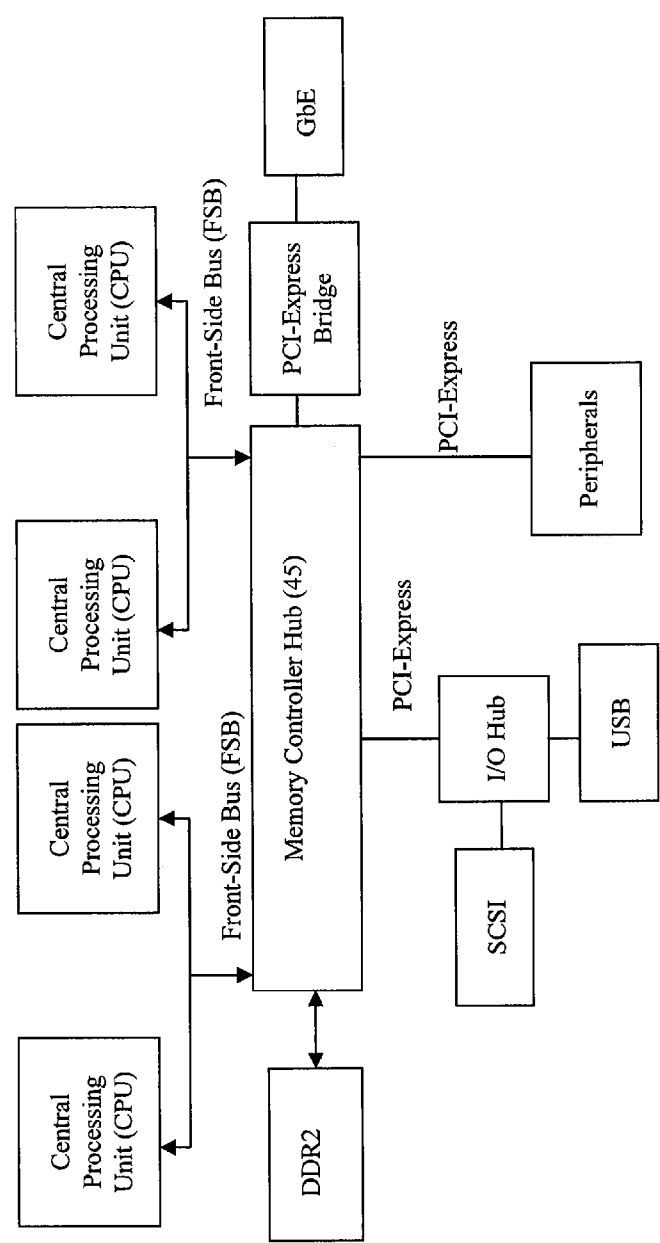 Central
Processing
Unit (CPU)
Central
Processing
Unit (CPU)
Central
Processing
Unit (CPU)
Central
Processing
Unit (CPU)
Front-Side Bus (FSB)
Front-Side Bus (FSB)
DDR2
Memory Controller Hub (45)
PCI-Express
Bridge
GbE
PCI-Express
PCI-Express
SCSI
I/O Hub
USB
Peripherals